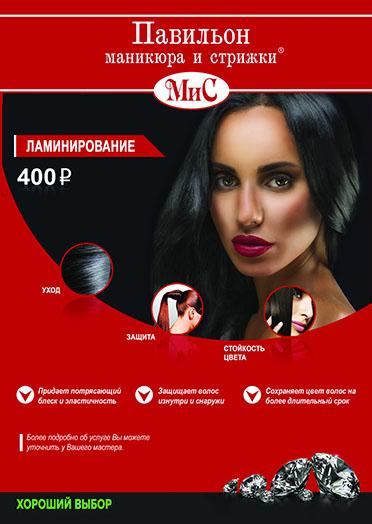 Павильон
маникюра и стрижки®
МиС
ЛАМИНИРОВАНИЕ
400 ₽
УХОД
ЗАЩИТА
СТОЙКОСТЬ
ЦВЕТА
Придает потрясающий
блеск и эластичность
Защищает волос
изнутри и снаружи
Сохраняет цвет волос на
более длительный срок
Более подробно об услуге Вы можете
уточнить у Вашего мастера.
ХОРОШИЙ ВЫБОР